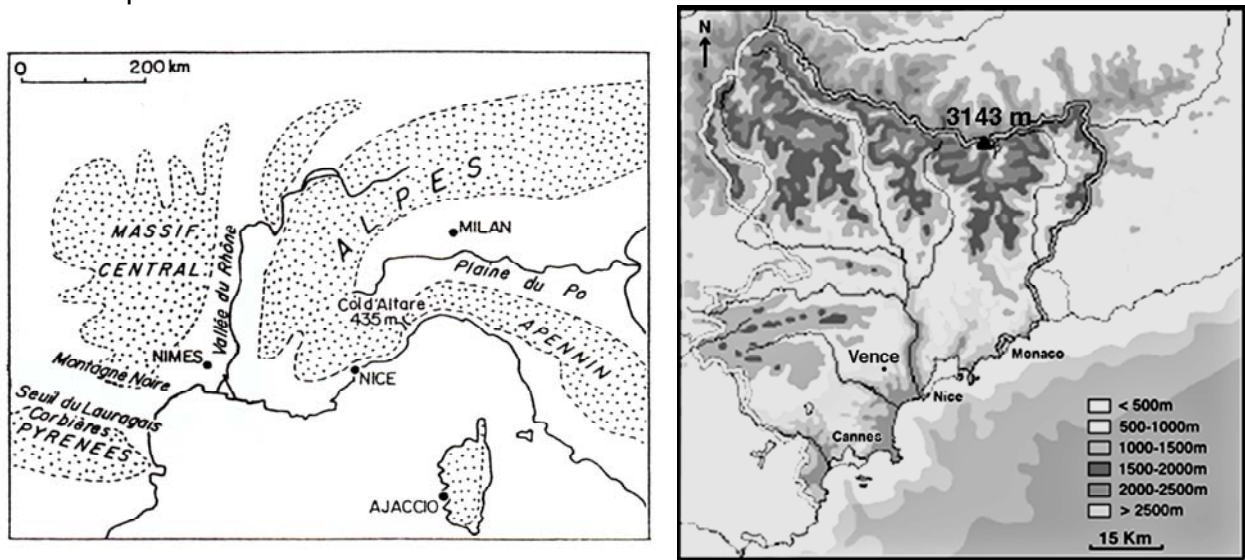 0 200 km
MASSIF
CENTRAL
Vallée du Rhône
ALPES
MILAN
Plaine du Po
Col d'Altare
435 m
APENNIN
NIMES
NICE
Montagne Noire
Seuil du Lauragais
Corbières
PYRENEES
AJACCIO
N
3143 m
Vence
Monaco
Nice
Cannes
< 500m
500-1000m
1000-1500m
1500-2000m
2000-2500m
> 2500m
15 Km